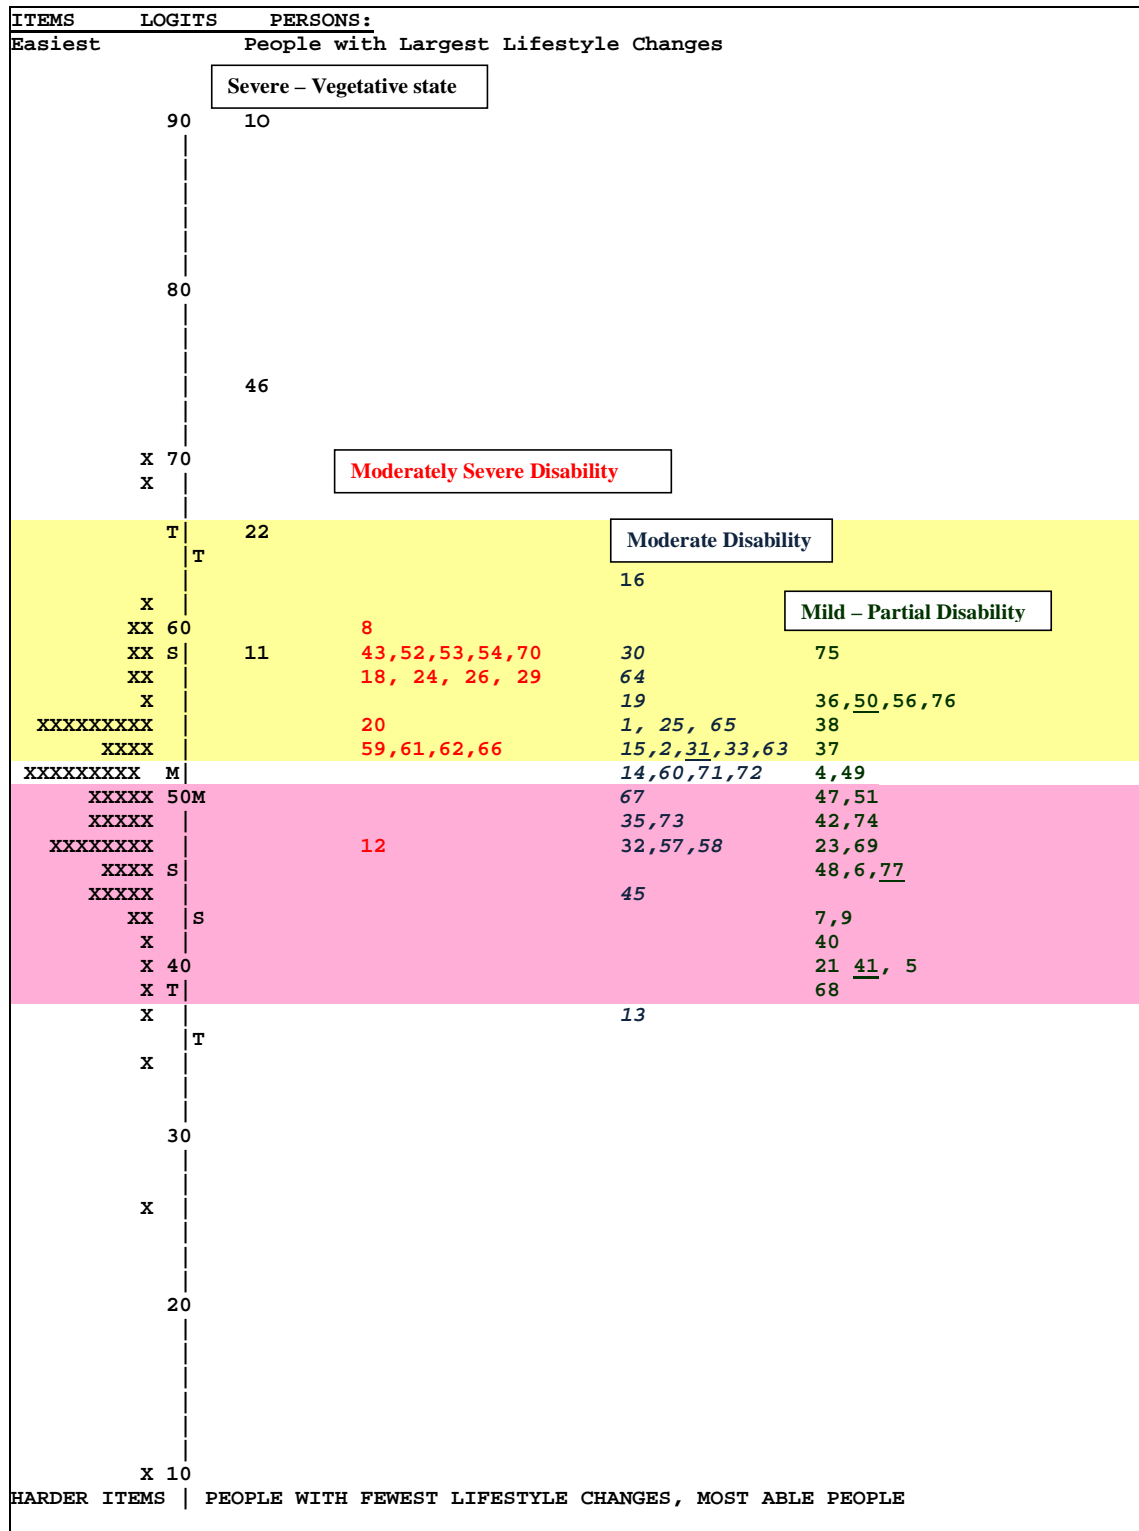 ITEMS LOGITS PERSONS:
Easiest People with Largest Lifestyle Changes
Severe – Vegetative state
90 10
80
46
X 70
Moderately Severe Disability
X
T| 22
Moderate Disability
|T
16
X
Mild – Partial Disability
XX 60 8
XX S| 11 43,52,53,54,70 30 75
XX 18, 24, 26, 29 64
X 19 36,50,56,76
XXXXXXXXX 20 1, 25, 65 38
XXXX 59,61,62,66 15,2,31,33,63 37
XXXXXXXXX M| 14,60,71,72 4,49
XXXXX 50M 67 47,51
XXXXX | 35,73 42,74
XXXXXXXX | 12 32,57,58 23,69
XXXX S| 48,6,77
XXXXX 45
XX |S 7,9
X | 40
X 40 21 41, 5
X T| 68
X | 13
|T
X
30
X
20
X 10
HARDER ITEMS | PEOPLE WITH FEWEST LIFESTYLE CHANGES, MOST ABLE PEOPLE